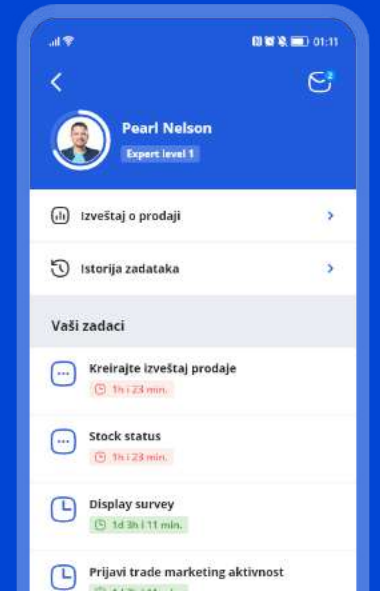 01:11
2
Pearl Nelson
Expert level 1
Izveštaj o prodaji
Istorija zadataka
Vaši zadaci
Kreirajte izveštaj prodaje
1h i 23 min.
Stock status
1h i 23 min.
Display survey
1d 3h i 11 min.
Prijavi trade marketing aktivnost